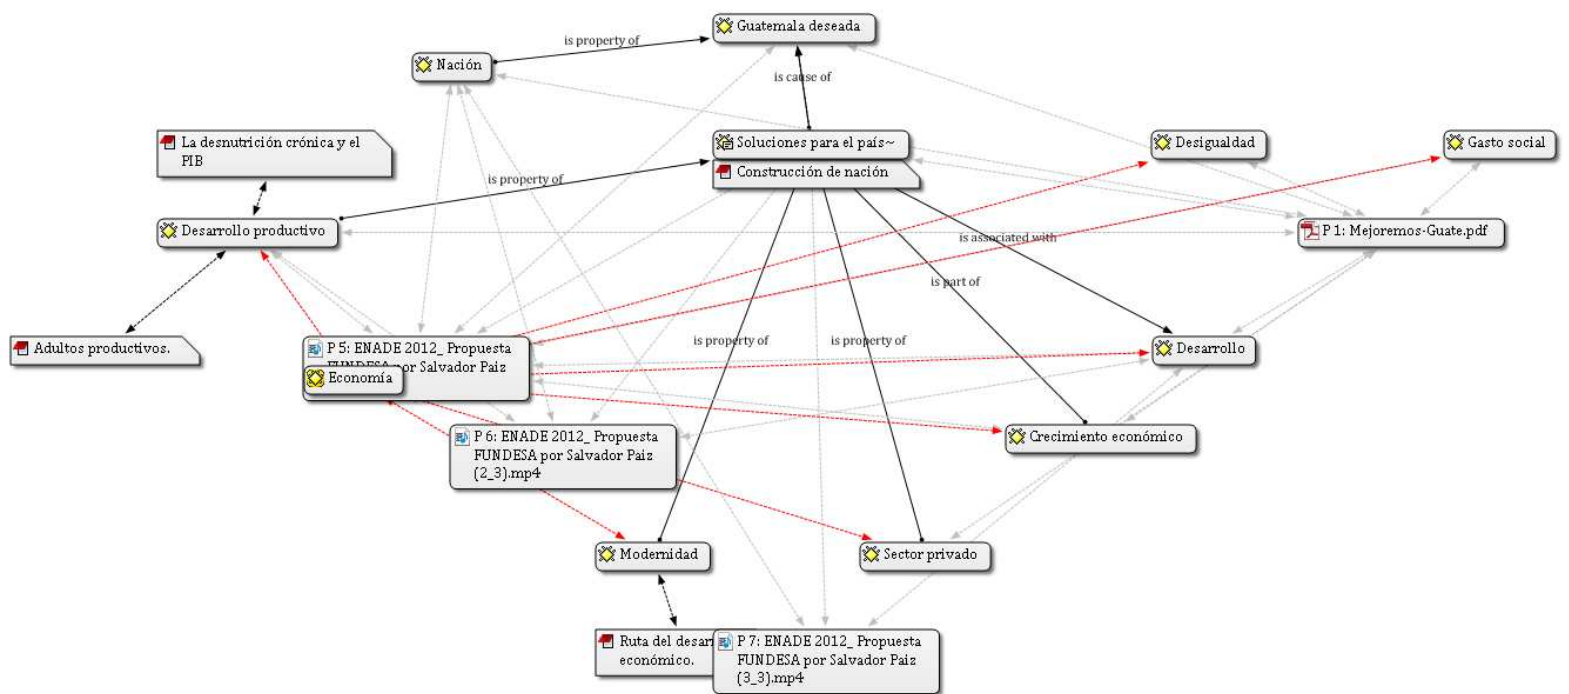 Guatemala deseada
is property of
Nación
is cause of
La desnutrición crónica y el
PIB
Soluciones para el país~
Desigualdad
Gasto social
Construcción de nación
is property of
Desarrollo productivo
P 1: Mejoremos-Guate.pdf
is associated with
is part of
Adultos productivos.
P 5: ENADE 2012_ Propuesta
FUNDESA por Salvador Paiz
Economía
is property of
is property of
Desarrollo
P 6: ENADE 2012_ Propuesta
FUNDESA por Salvador Paiz
(2_3).mp4
Crecimiento económico
Modernidad
Sector privado
Ruta del
económico.
P 7: ENADE 2012_ Propuesta
FUNDESA por Salvador Paiz
(3_3).mp4